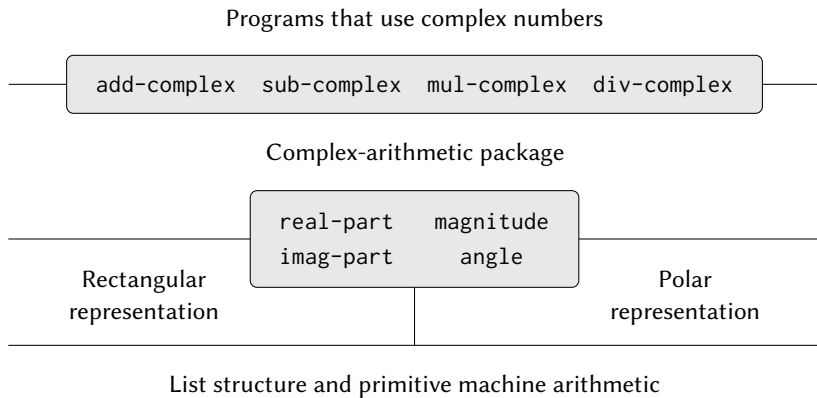 Programs that use complex numbers
add-complex sub-complex mul-complex div-complex
Complex-arithmetic package
real-part magnitude
imag-part angle
Rectangular
representation
Polar
representation
List structure and primitive machine arithmetic